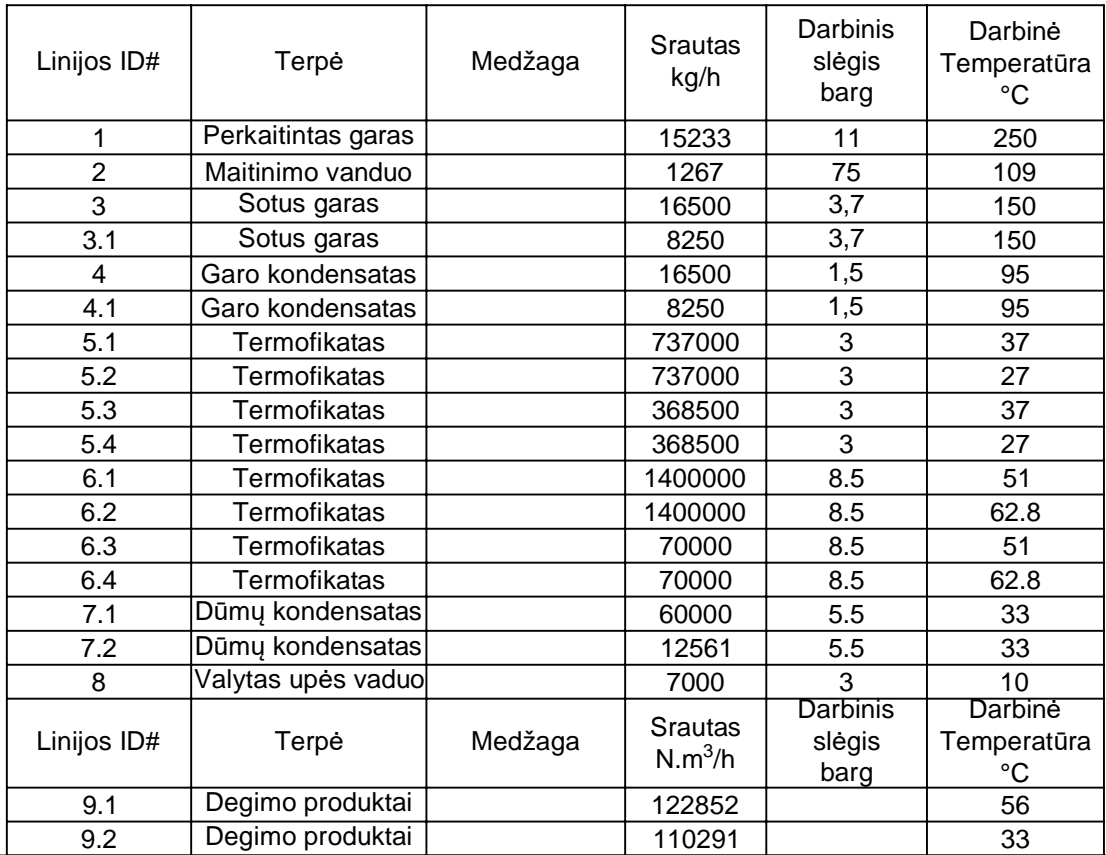 Linijos ID# Terpė Medžaga Srautas kg/h Darbinis slėgis barg Darbinė Temperatūra °C
1 Perkaitintas garas 15233 11 250
2 Maitinimo vanduo 1267 75 109
3 Sotus garas 16500 3,7 150
3.1 Sotus garas 8250 3,7 150
4 Garo kondensatas 16500 1,5 95
4.1 Garo kondensatas 8250 1,5 95
5.1 Termofikatas 737000 3 37
5.2 Termofikatas 737000 3 27
5.3 Termofikatas 368500 3 37
5.4 Termofikatas 368500 3 27
6.1 Termofikatas 1400000 8.5 51
6.2 Termofikatas 1400000 8.5 62.8
6.3 Termofikatas 70000 8.5 51
6.4 Termofikatas 70000 8.5 62.8
7.1 Dūmų kondensatas 60000 5.5 33
7.2 Dūmų kondensatas 12561 5.5 33
8 Valytas upės vaduo 7000 3 10
Linijos ID# Terpė Medžaga Srautas N.m³/h Darbinis slėgis barg Darbinė Temperatūra °C
9.1 Degimo produktai 122852 56
9.2 Degimo produktai 110291 33